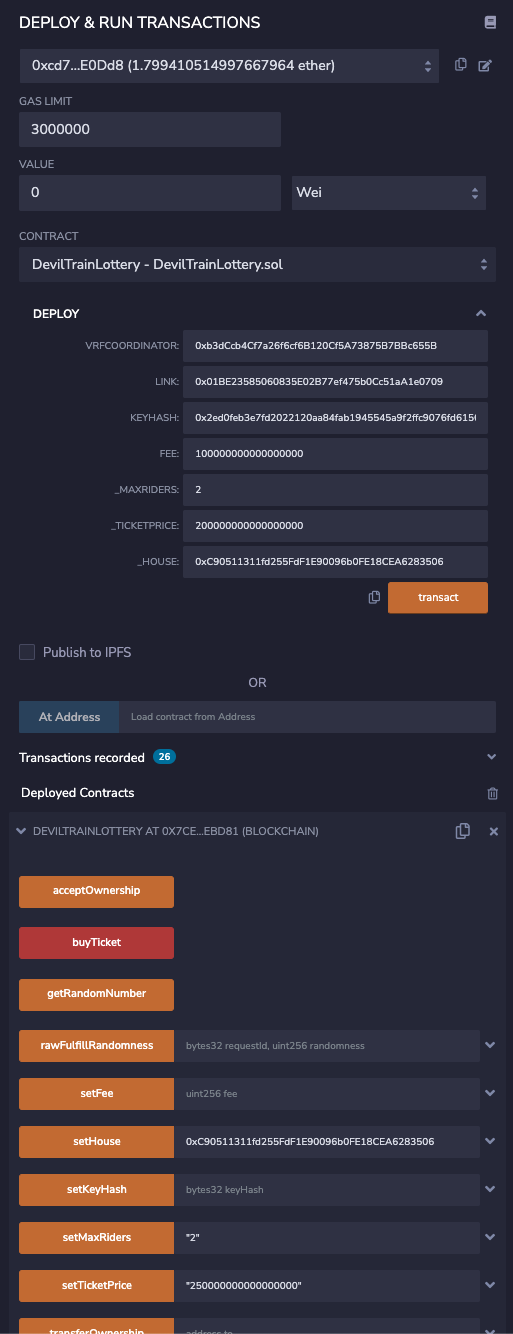 DEPLOY & RUN TRANSACTIONS
0xcd7...E0Dd8 (1.799410514997667964 ether)
GAS LIMIT
3000000
VALUE
0 Wei
CONTRACT
DevilTrainLottery - DevilTrainLottery.sol
DEPLOY
VRFCOORDINATOR: 0xb3dCcb4Cf7a26f6cf6B120Cf5A73875B7BBc655B
LINK: 0x01BE23585060835E02B77ef475b0Cc51aA1e0709
KEYHASH: 0x2ed0feb3e7fd2022120aa84fab1945545a9f2ffc9076fd6156
FEE: 100000000000000000
_MAXRIDERS: 2
_TICKETPRICE: 200000000000000000
_HOUSE: 0xC90511311fd255FdF1E90096b0FE18CEA6283506
transact
Publish to IPFS
OR
At Address Load contract from Address
Transactions recorded 26
Deployed Contracts
DEVILTRAINLOTTERY AT 0X7CE...EBD81 (BLOCKCHAIN)
acceptOwnership
buyTicket
getRandomNumber
rawFulfillRandomness bytes32 requestId, uint256 randomness
setFee uint256 fee
setHouse 0xC90511311fd255FdF1E90096b0FE18CEA6283506
setKeyHash bytes32 keyHash
setMaxRiders "2"
setTicketPrice "250000000000000000"
transferOwnership address to